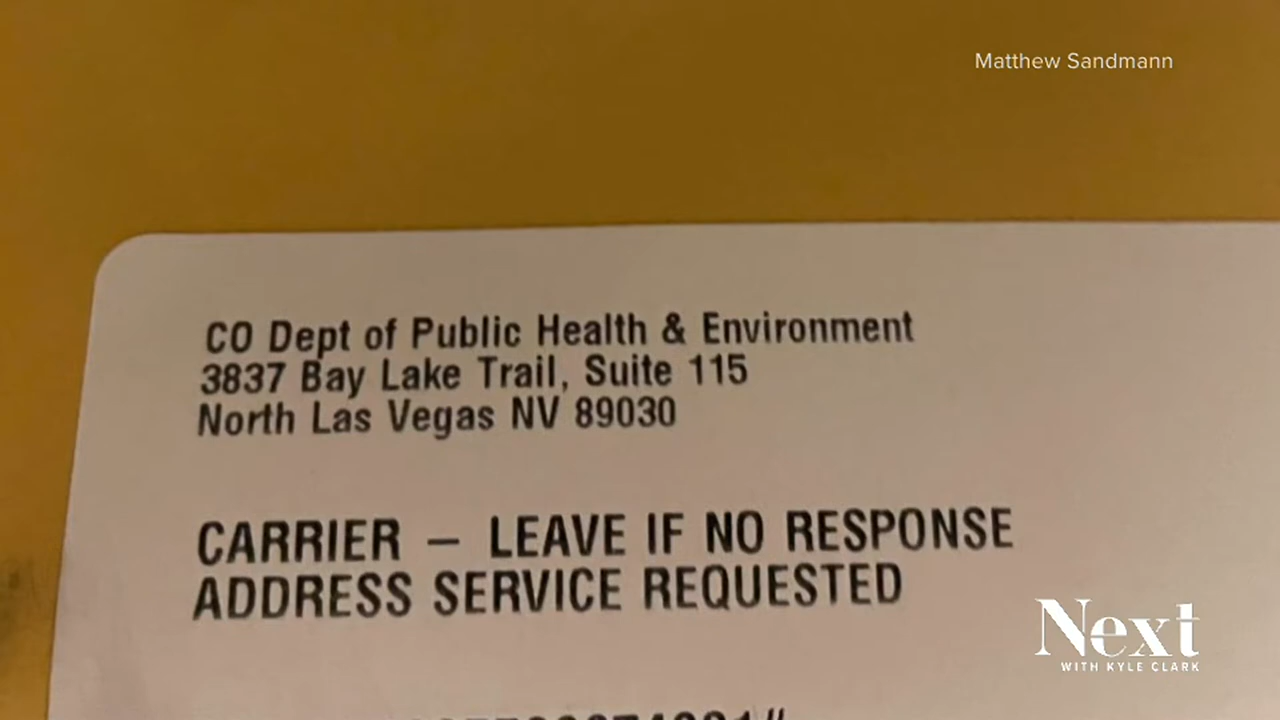 Matthew Sandmann
CO Dept of Public Health & Environment
3837 Bay Lake Trail, Suite 115
North Las Vegas NV 89030
CARRIER – LEAVE IF NO RESPONSE
ADDRESS SERVICE REQUESTED
Next
WITH KYLE CLARK